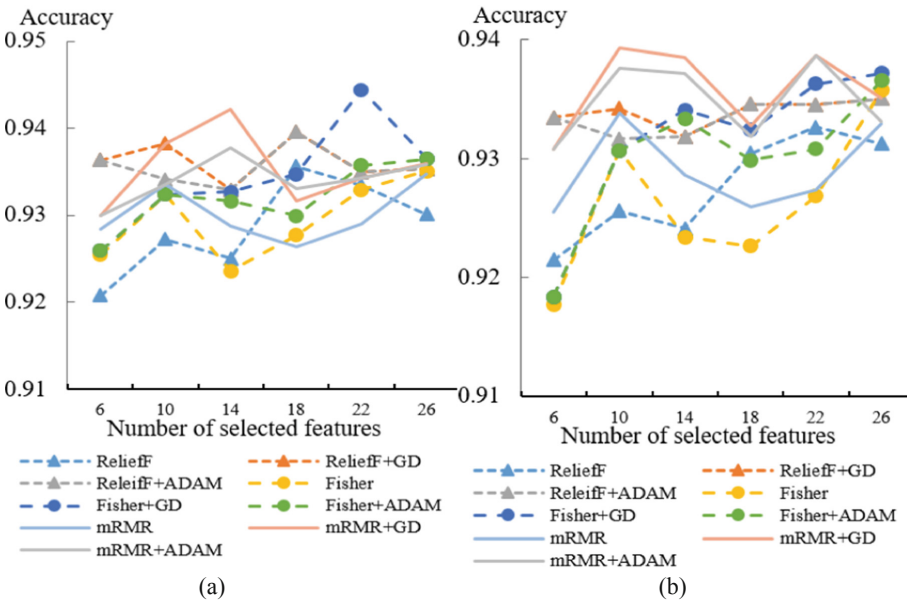 Accuracy
0.95
0.94
0.93
0.92
0.91
6 10 14 18 22 26
Number of selected features
ReliefF ReliefF+GD
ReleifF+ADAM Fisher
Fisher+GD Fisher+ADAM
mRMR mRMR+GD
mRMR+ADAM
(a)
Accuracy
0.94
0.93
0.92
0.91
6 10 14 18 22 26
Number of selected features
ReliefF ReliefF+GD
ReleifF+ADAM Fisher
Fisher+GD Fisher+ADAM
mRMR mRMR+GD
mRMR+ADAM
(b)